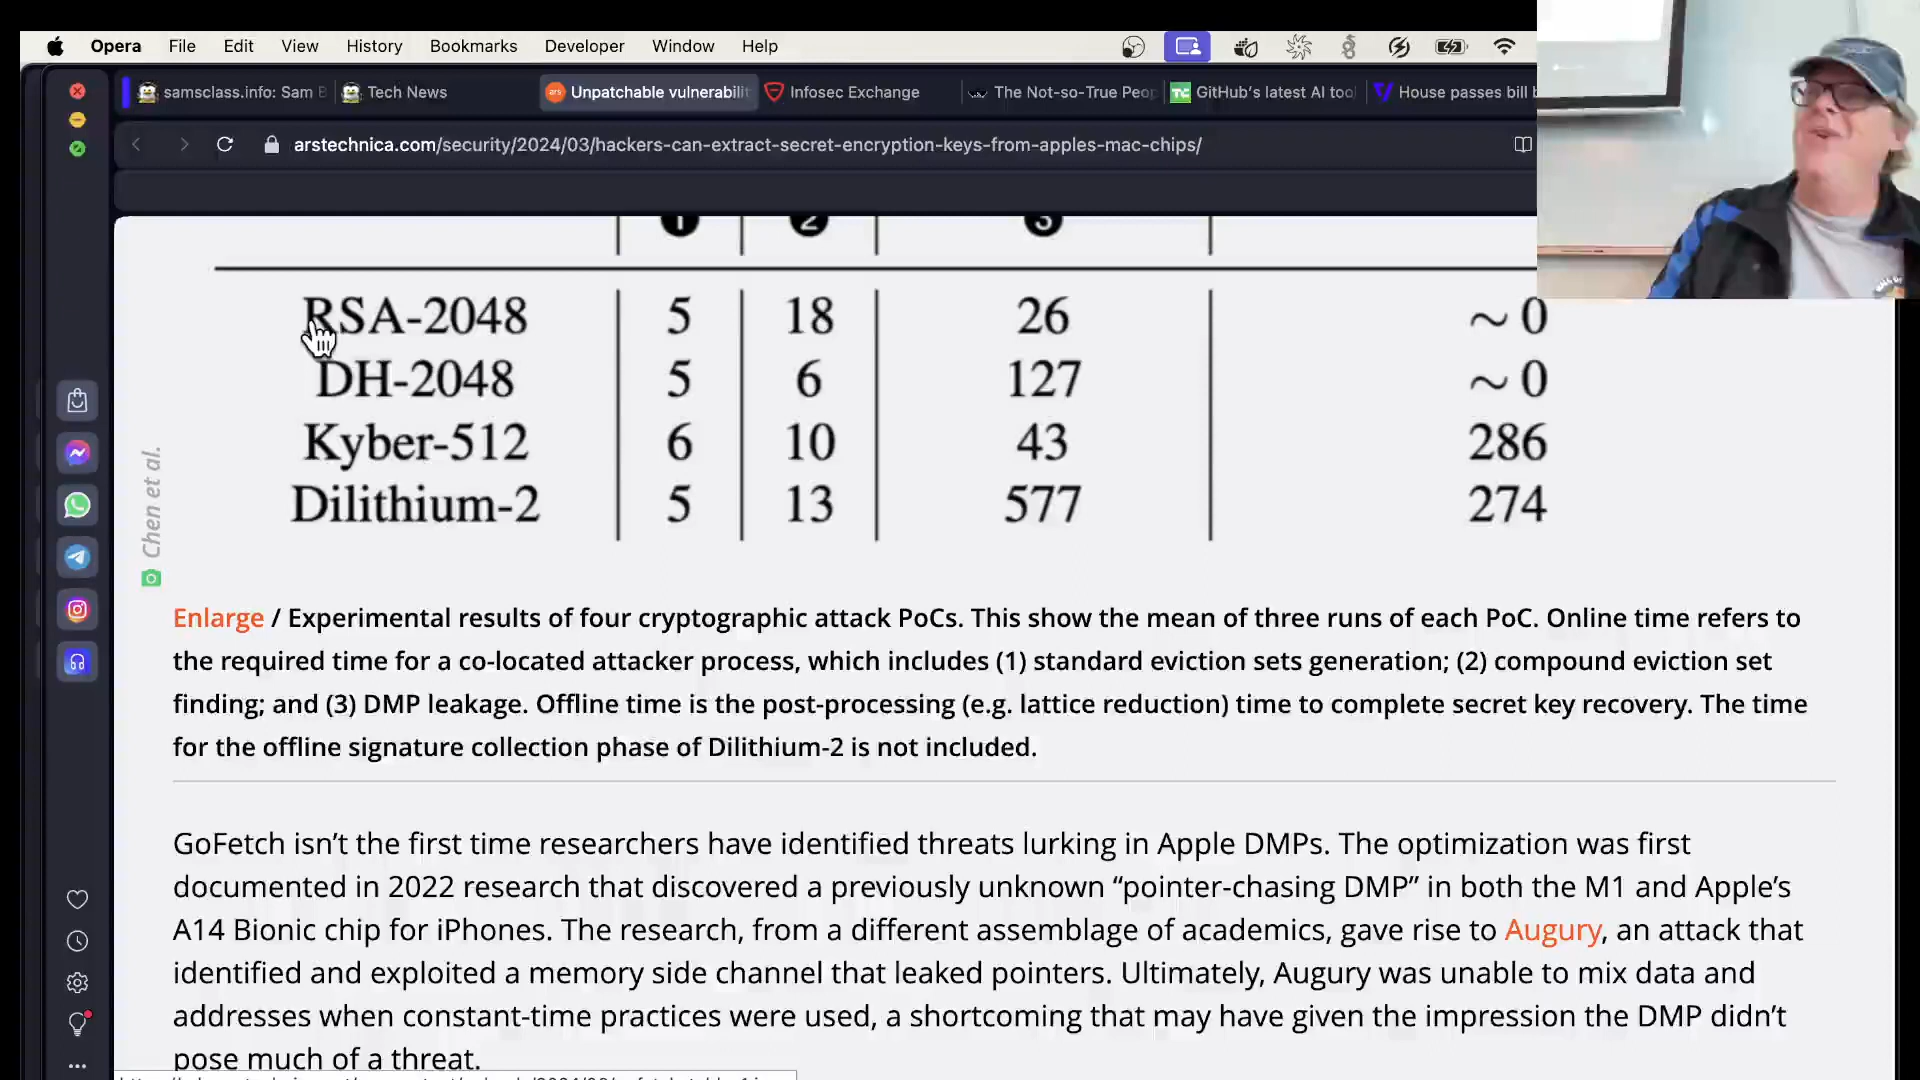 Opera File Edit View History Bookmarks Developer Window Help
samsclass.info: Sam B Tech News Unpatchable vulnerabilit Infosec Exchange The Not-so-True Peop GitHub's latest AI tool House passes bill b
arstechnica.com/security/2024/03/hackers-can-extract-secret-encryption-keys-from-apples-mac-chips/
1 2 3
RSA-2048 5 18 26 ~ 0
DH-2048 5 6 127 ~ 0
Kyber-512 6 10 43 286
Dilithium-2 5 13 577 274
Chen et al.
Enlarge / Experimental results of four cryptographic attack PoCs. This show the mean of three runs of each PoC. Online time refers to
the required time for a co-located attacker process, which includes (1) standard eviction sets generation; (2) compound eviction set
finding; and (3) DMP leakage. Offline time is the post-processing (e.g. lattice reduction) time to complete secret key recovery. The time
for the offline signature collection phase of Dilithium-2 is not included.
GoFetch isn't the first time researchers have identified threats lurking in Apple DMPs. The optimization was first
documented in 2022 research that discovered a previously unknown “pointer-chasing DMP” in both the M1 and Apple's
A14 Bionic chip for iPhones. The research, from a different assemblage of academics, gave rise to Augury, an attack that
identified and exploited a memory side channel that leaked pointers. Ultimately, Augury was unable to mix data and
addresses when constant-time practices were used, a shortcoming that may have given the impression the DMP didn't
pose much of a threat.